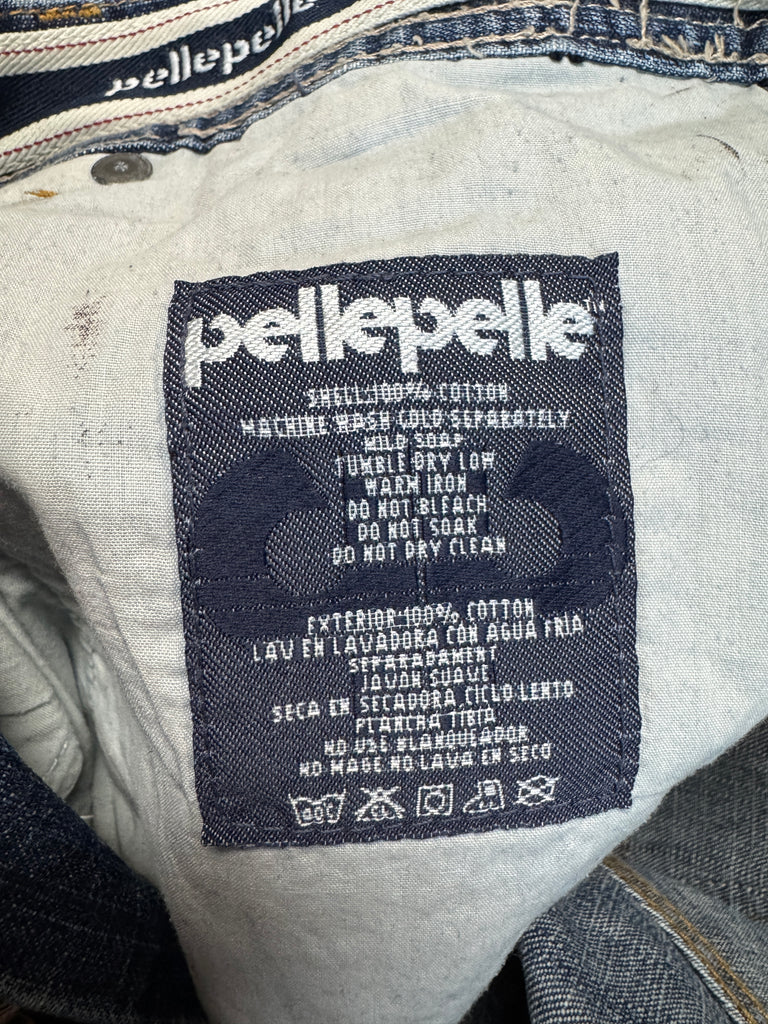 pellepelle
pellepelle™
SHELL:100% COTTON
MACHINE WASH COLD SEPARATELY
MILD SOAP
TUMBLE DRY LOW
WARM IRON
DO NOT BLEACH
DO NOT SOAK
DO NOT DRY CLEAN
EXTERIOR:100% COTTON
LAV EN LAVADORA CON AGUA FRIA
SEPARADAMENT
JAVON SUAVE
SECA EN SECADORA CICLO LENTO
PLANCHA TIBIA
NO USE BLANQUEADOR
NO MAGE NO LAVA EN SECO